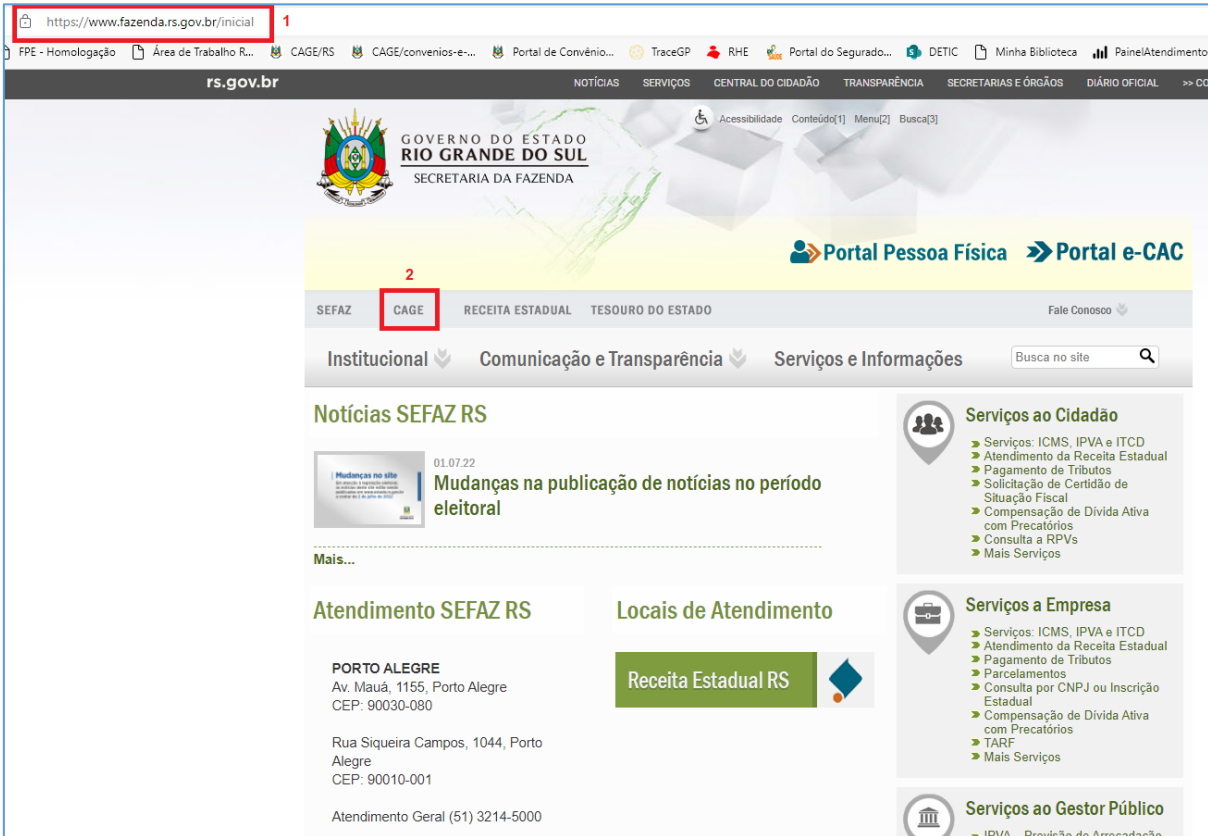 https://www.fazenda.rs.gov.br/inicial
1
FPE - Homologação
Área de Trabalho R...
CAGE/RS
CAGE/convenios-e-...
Portal de Convênio...
TraceGP
RHE
Portal do Segurado...
DETIC
Minha Biblioteca
PainelAtendimento
rs.gov.br
NOTÍCIAS
SERVIÇOS
CENTRAL DO CIDADÃO
TRANSPARÊNCIA
SECRETARIAS E ÓRGÃOS
DIÁRIO OFICIAL
>> CO
Acessibilidade Conteúdo[1] Menu[2] Busca[3]
GOVERNO DO ESTADO
RIO GRANDE DO SUL
SECRETARIA DA FAZENDA
Portal Pessoa Física
Portal e-CAC
2
SEFAZ
CAGE
RECEITA ESTADUAL
TESOURO DO ESTADO
Fale Conosco
Institucional
Comunicação e Transparência
Serviços e Informações
Busca no site
Notícias SEFAZ RS
Mudanças no site
01.07.22
Mudanças na publicação de notícias no período
eleitoral
Mais...
Atendimento SEFAZ RS
PORTO ALEGRE
Av. Mauá, 1155, Porto Alegre
CEP: 90030-080
Rua Siqueira Campos, 1044, Porto
Alegre
CEP: 90010-001
Atendimento Geral (51) 3214-5000
Locais de Atendimento
Receita Estadual RS
Serviços ao Cidadão
Serviços: ICMS, IPVA e ITCD
Atendimento da Receita Estadual
Pagamento de Tributos
Solicitação de Certidão de
Situação Fiscal
Compensação de Dívida Ativa
com Precatórios
Consulta a RPVs
Mais Serviços
Serviços a Empresa
Serviços: ICMS, IPVA e ITCD
Atendimento da Receita Estadual
Pagamento de Tributos
Parcelamentos
Consulta por CNPJ ou Inscrição
Estadual
Compensação de Dívida Ativa
com Precatórios
TARF
Mais Serviços
Serviços ao Gestor Público
IPVA - Previsão de Arrecadação